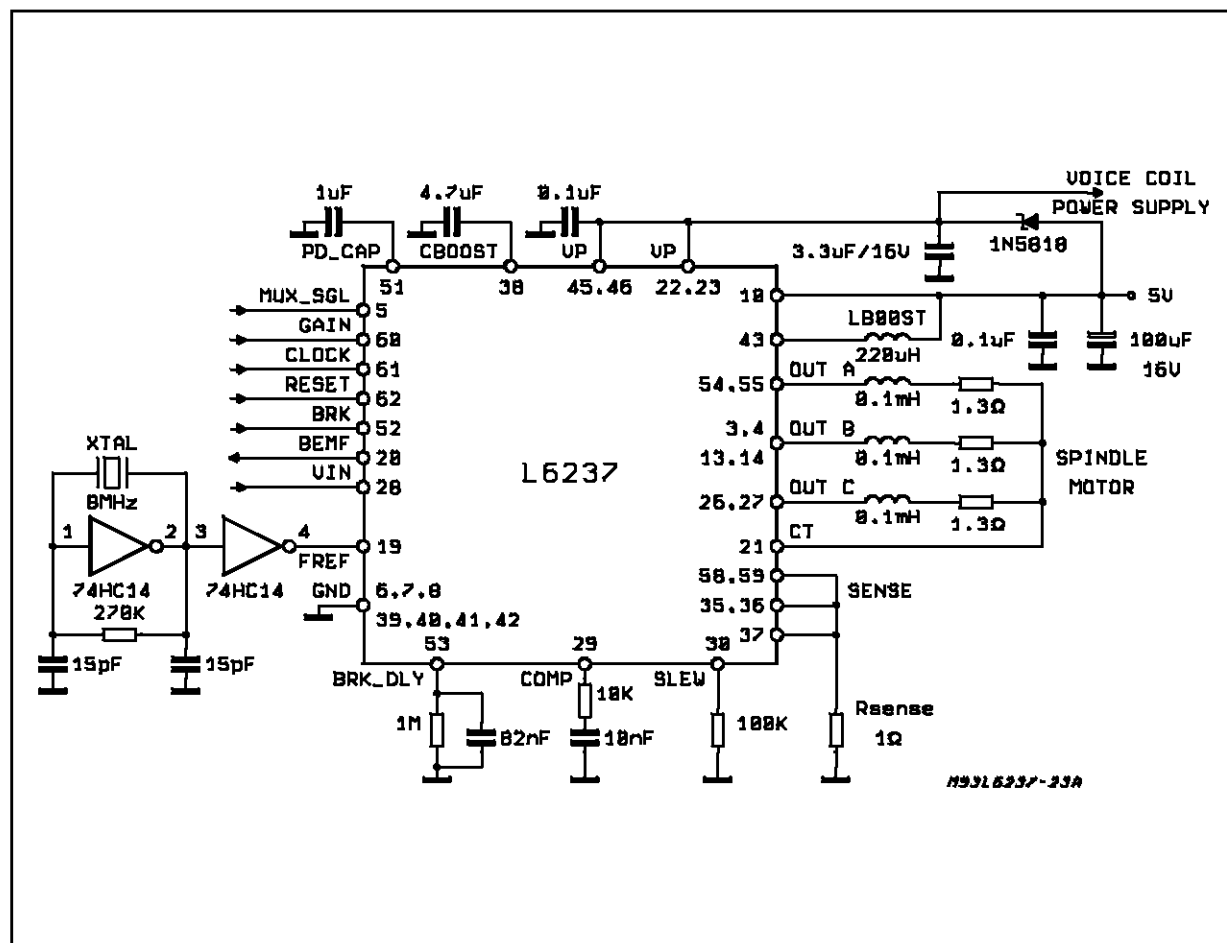 1uF
4.7uF
0.1uF
VOICE COIL
POWER SUPPLY
PD_CAP
CBOOST
VP
VP
3.3uF/16V
1N5818
51
38
45.46
22.23
MUX_SGL
5
10
5V
GAIN
60
43
LB00ST
220uH
0.1uF
100uF
16V
CLOCK
61
RESET
62
54.55
OUT A
0.1mH
1.3Ω
BRK
52
3.4
OUT B
13.14
0.1mH
1.3Ω
SPINDLE
MOTOR
XTAL
8MHz
BEMF
20
VIN
28
L6237
26.27
OUT C
0.1mH
1.3Ω
1
2
3
4
74HC14
74HC14
FREF
19
21
CT
270K
GND
6.7.8
39.40.41.42
58.59
35.36
37
SENSE
15pF
15pF
53
29
30
BRK_DLY
COMP
SLEW
1M
82nF
10K
10nF
100K
Rsense
1Ω
M93L6237-23A